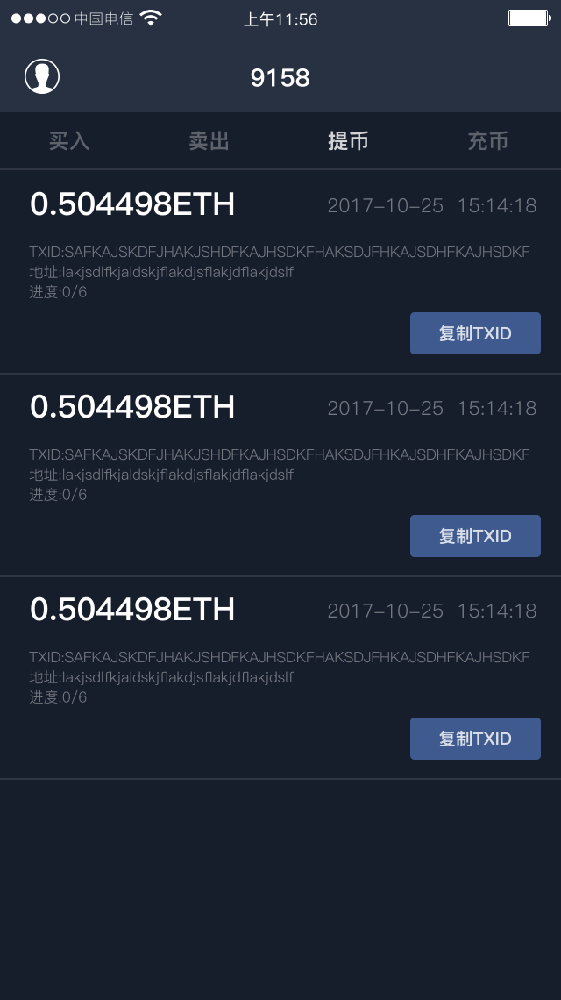 中国电信 上午11:56
9158
买入 卖出 提币 充币
0.504498ETH 2017-10-25 15:14:18
TXID:SAFKAJSKDFJHAKJSHDFKAJHSDKFHAKSDJFHKAJSDHFKAJHSDKF
地址:lakjsdlfkjaldskjflakdjsflakjdflakjdslf
进度:0/6
复制TXID
0.504498ETH 2017-10-25 15:14:18
TXID:SAFKAJSKDFJHAKJSHDFKAJHSDKFHAKSDJFHKAJSDHFKAJHSDKF
地址:lakjsdlfkjaldskjflakdjsflakjdflakjdslf
进度:0/6
复制TXID
0.504498ETH 2017-10-25 15:14:18
TXID:SAFKAJSKDFJHAKJSHDFKAJHSDKFHAKSDJFHKAJSDHFKAJHSDKF
地址:lakjsdlfkjaldskjflakdjsflakjdflakjdslf
进度:0/6
复制TXID